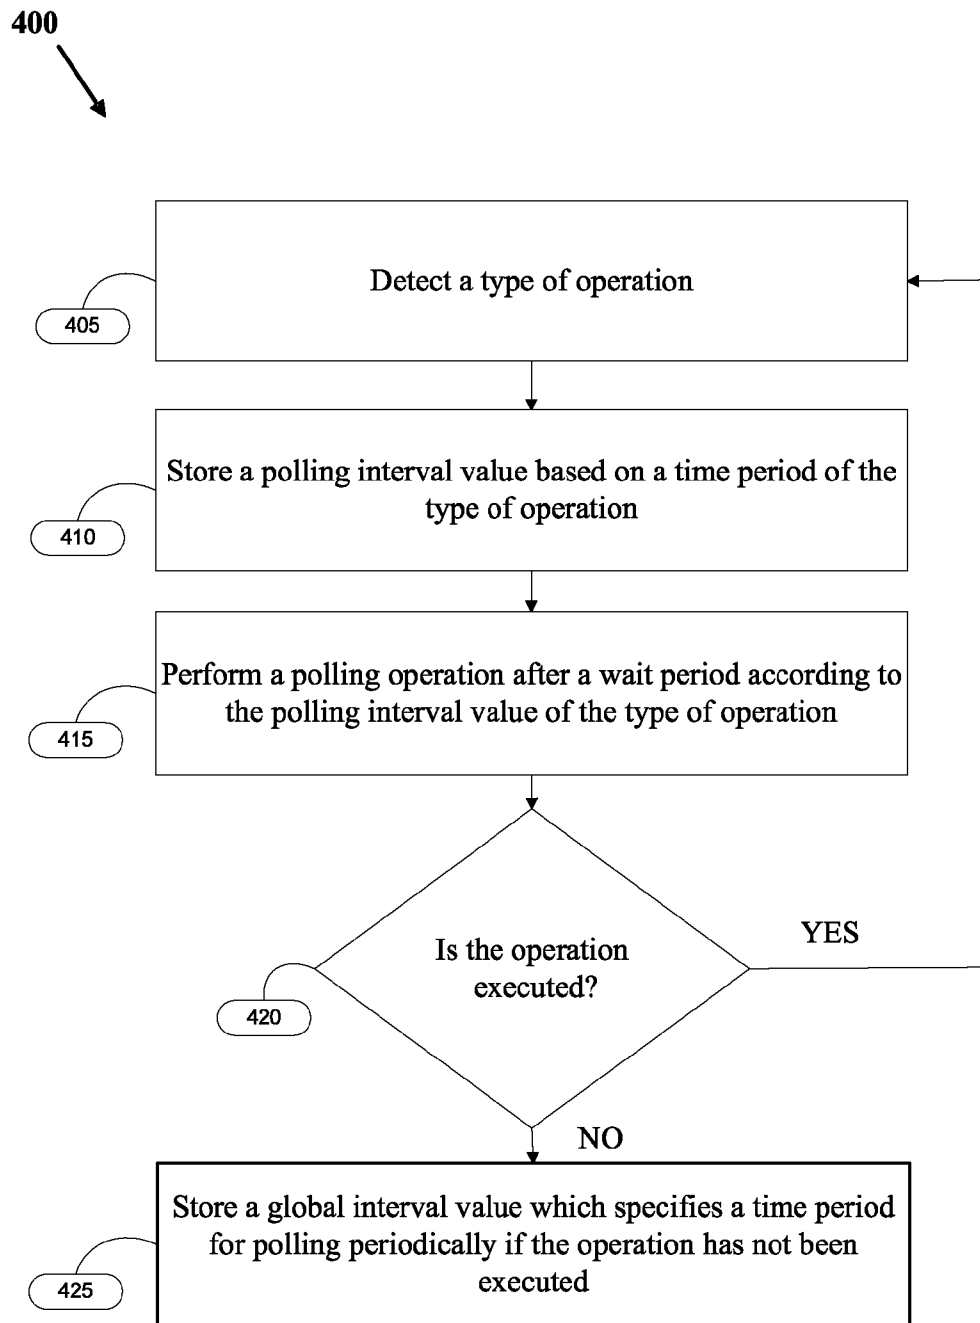 400
Detect a type of operation
405
Store a polling interval value based on a time period of the
type of operation
410
Perform a polling operation after a wait period according to
the polling interval value of the type of operation
415
Is the operation
executed?
YES
420
NO
Store a global interval value which specifies a time period
for polling periodically if the operation has not been
executed
425